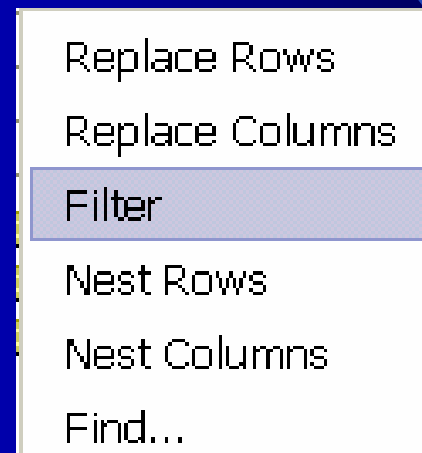 Replace Rows
Replace Columns
Filter
Nest Rows
Nest Columns
Find...